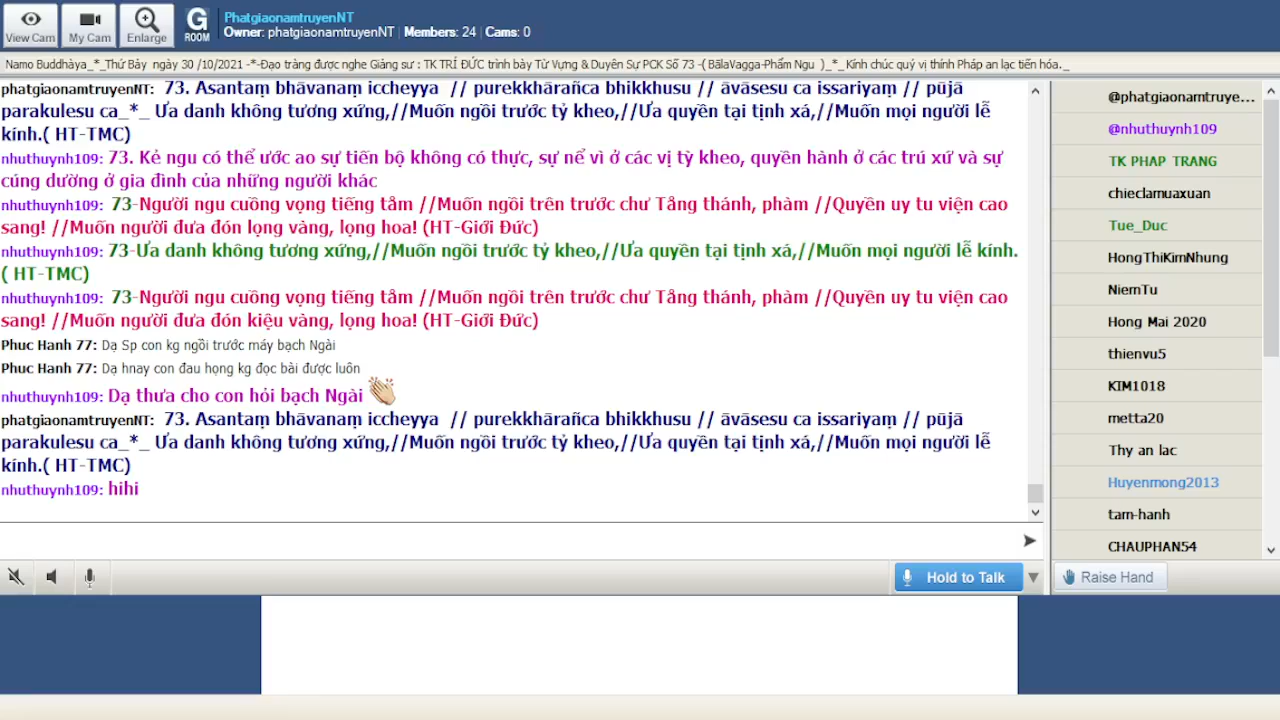 View Cam
My Cam
Enlarge
G
ROOM
PhatgiaonamtruyenNT
Owner: phatgiaonamtruyenNT | Members: 24 | Cams: 0
Namo Buddhàya_*_Thứ Bảy ngày 30 /10/2021 -*-Đạo tràng được nghe Giảng sư : TK TRÍ ĐỨC trình bày Từ Vựng & Duyên Sự PCK Số 73 -( BãlaVagga-Phẩm Ngu )_*_ Kính chúc quý vị thính Pháp an lạc tiến hóa._
phatgiaonamtruyenNT: 73. Asantaṃ bhāvanaṃ iccheyya // purekkhārañca bhikkhusu // āvāsesu ca issariyaṃ // pūjā
parakulesu ca_*_ Ưa danh không tương xứng,//Muốn ngồi trước tỷ kheo,//Ưa quyền tại tịnh xá,//Muốn mọi người lễ
kính.( HT-TMC)
nhuthuynh109: 73. Kẻ ngu có thể ước ao sự tiến bộ không có thực, sự nể vì ở các vị tỳ kheo, quyền hành ở các trú xứ và sự
cúng dường ở gia đình của những người khác
nhuthuynh109: 73-Người ngu cuồng vọng tiếng tăm //Muốn ngồi trên trước chư Tăng thánh, phàm //Quyền uy tu viện cao
sang! //Muốn người đưa đón lọng vàng, lọng hoa! (HT-Giới Đức)
nhuthuynh109: 73-Ưa danh không tương xứng,//Muốn ngồi trước tỷ kheo,//Ưa quyền tại tịnh xá,//Muốn mọi người lễ kính.
( HT-TMC)
nhuthuynh109: 73-Người ngu cuồng vọng tiếng tăm //Muốn ngồi trên trước chư Tăng thánh, phàm //Quyền uy tu viện cao
sang! //Muốn người đưa đón kiệu vàng, lọng hoa! (HT-Giới Đức)
Phuc Hanh 77: Dạ Sp con kg ngồi trước máy bạch Ngài
Phuc Hanh 77: Dạ hnay con đau họng kg đọc bài được luôn
nhuthuynh109: Dạ thưa cho con hỏi bạch Ngài
phatgiaonamtruyenNT: 73. Asantaṃ bhāvanaṃ iccheyya // purekkhārañca bhikkhusu // āvāsesu ca issariyaṃ // pūjā
parakulesu ca_*_ Ưa danh không tương xứng,//Muốn ngồi trước tỷ kheo,//Ưa quyền tại tịnh xá,//Muốn mọi người lễ
kính.( HT-TMC)
nhuthuynh109: hihi
@phatgiaonamtruye...
@nhuthuynh109
TK PHAP TRANG
chieclamuaxuan
Tue_Duc
HongThiKimNhung
NiemTu
Hong Mai 2020
thienvu5
KIM1018
metta20
Thy an lac
Huyenmong2013
tam-hanh
CHAUPHAN54
Hold to Talk
Raise Hand